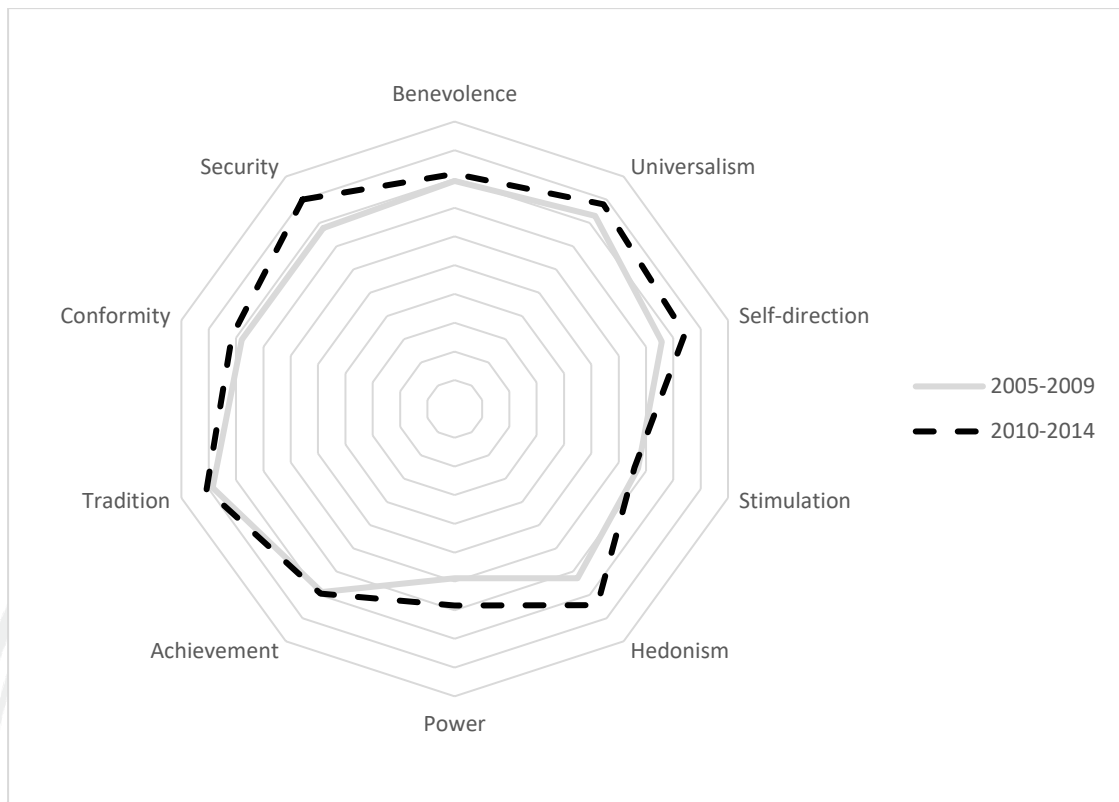 Benevolence
Universalism
Self-direction
Stimulation
Hedonism
Power
Achievement
Tradition
Conformity
Security
2005-2009
2010-2014